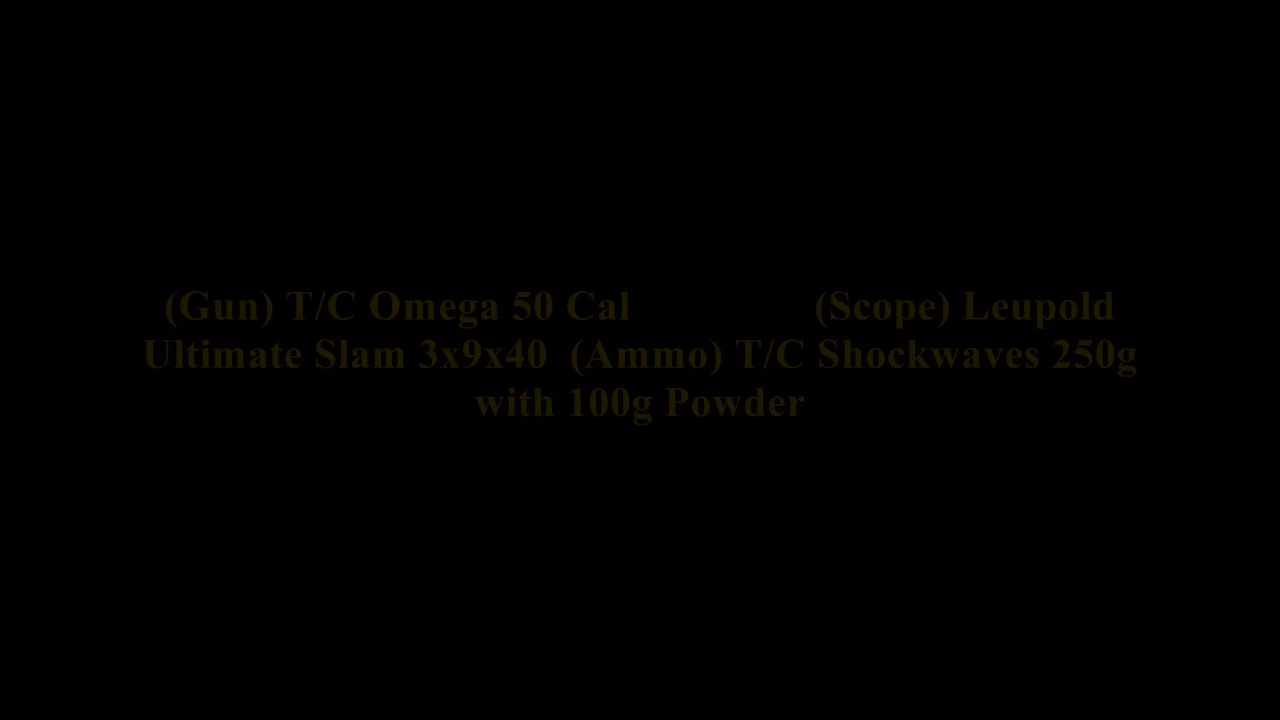 (Gun) T/C Omega 50 Cal (Scope) Leupold
Ultimate Slam 3x9x40 (Ammo) T/C Shockwaves 250g
with 100g Powder